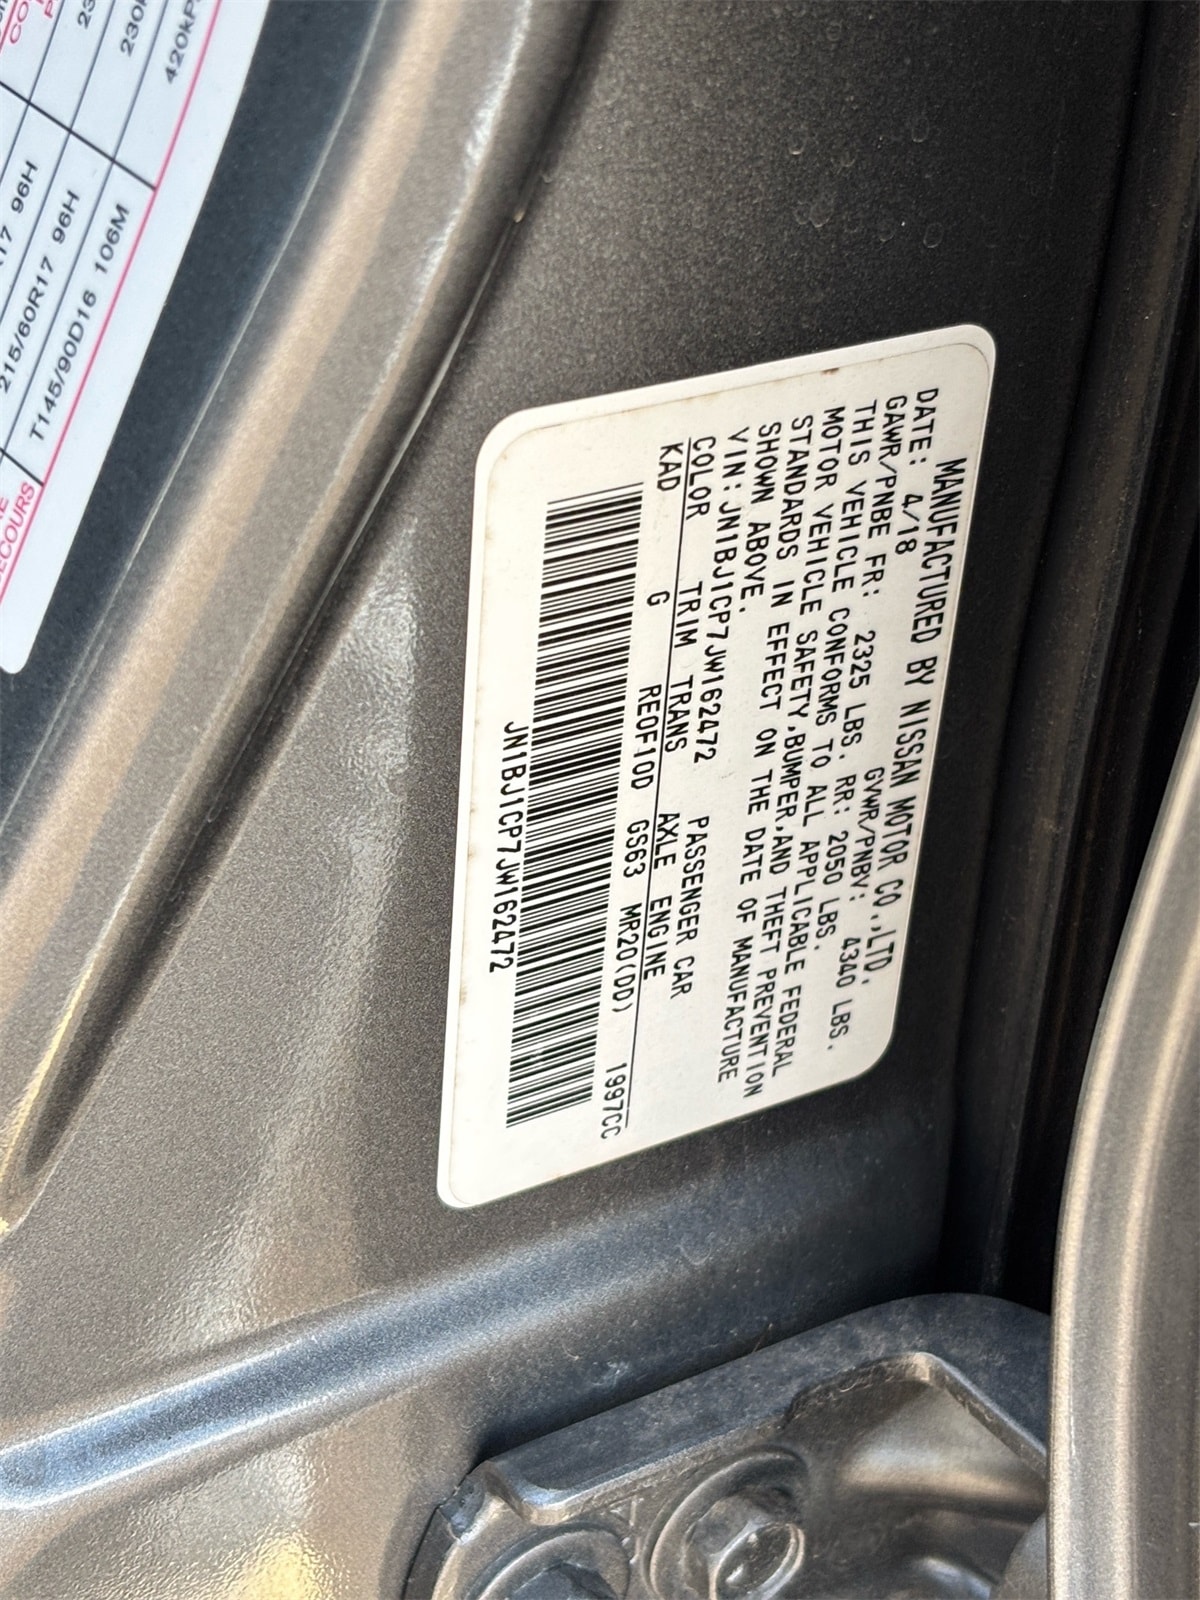 MANUFACTURED BY NISSAN MOTOR CO.,LTD.
DATE: 4/18 GVWR/PNBV: 4340 LBS.
GAWR/PNBE FR: 2325 LBS. RR: 2050 LBS.
THIS VEHICLE CONFORMS TO ALL APPLICABLE FEDERAL
MOTOR VEHICLE SAFETY,BUMPER,AND THEFT PREVENTION
STANDARDS IN EFFECT ON THE DATE OF MANUFACTURE
SHOWN ABOVE.
VIN:JN1BJ1CP7JW162472 PASSENGER CAR
COLOR TRIM TRANS AXLE ENGINE
KAD G RE0F10D GS63 MR20(DD) 1997CC
JN1BJ1CP7JW162472
96H
215/60R17 96H
T145/90D16 106M 420kP
SECOURS